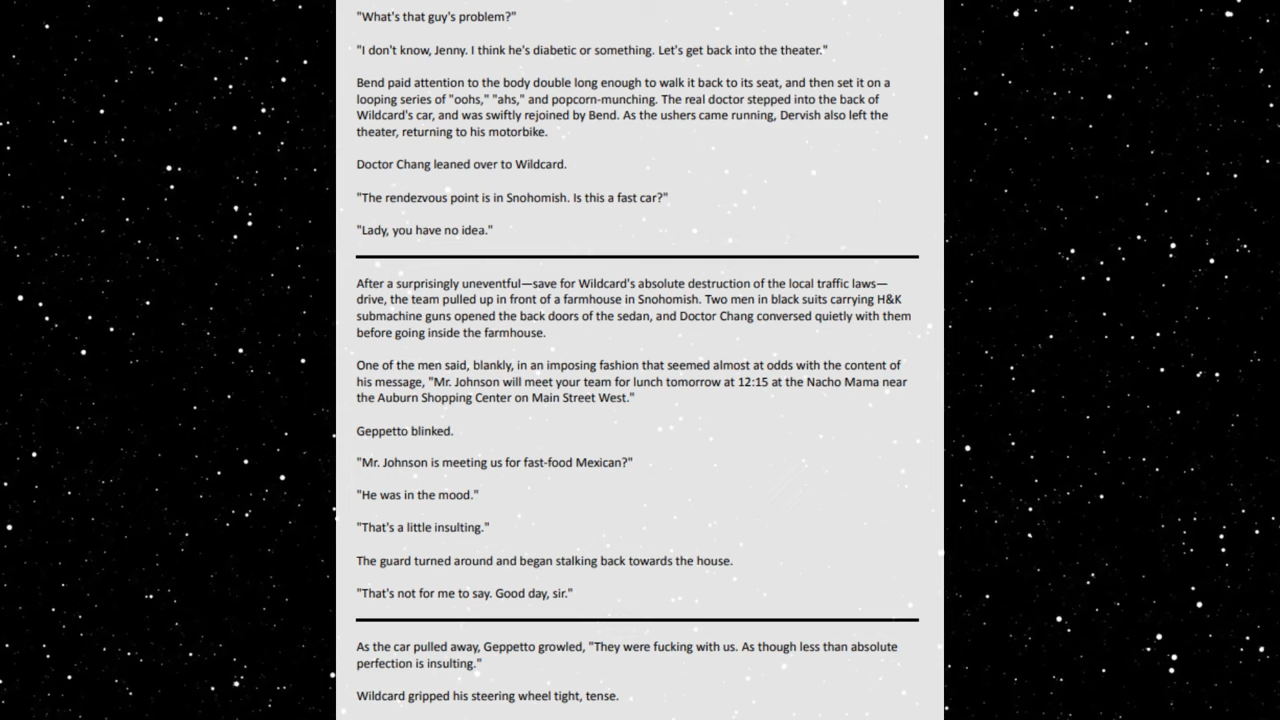 "What's that guy's problem?"
"I don't know, Jenny. I think he's diabetic or something. Let's get back into the theater."
Bend paid attention to the body double long enough to walk it back to its seat, and then set it on a
looping series of "oohs," "ahs," and popcorn-munching. The real doctor stepped into the back of
Wildcard's car, and was swiftly rejoined by Bend. As the ushers came running, Dervish also left the
theater, returning to his motorbike.
Doctor Chang leaned over to Wildcard.
"The rendezvous point is in Snohomish. Is this a fast car?"
"Lady, you have no idea."
After a surprisingly uneventful—save for Wildcard's absolute destruction of the local traffic laws—
drive, the team pulled up in front of a farmhouse in Snohomish. Two men in black suits carrying H&K
submachine guns opened the back doors of the sedan, and Doctor Chang conversed quietly with them
before going inside the farmhouse.
One of the men said, blankly, in an imposing fashion that seemed almost at odds with the content of
his message, "Mr. Johnson will meet your team for lunch tomorrow at 12:15 at the Nacho Mama near
the Auburn Shopping Center on Main Street West."
Geppetto blinked.
"Mr. Johnson is meeting us for fast-food Mexican?"
"He was in the mood."
"That's a little insulting."
The guard turned around and began stalking back towards the house.
"That's not for me to say. Good day, sir."
As the car pulled away, Geppetto growled, "They were fucking with us. As though less than absolute
perfection is insulting."
Wildcard gripped his steering wheel tight, tense.